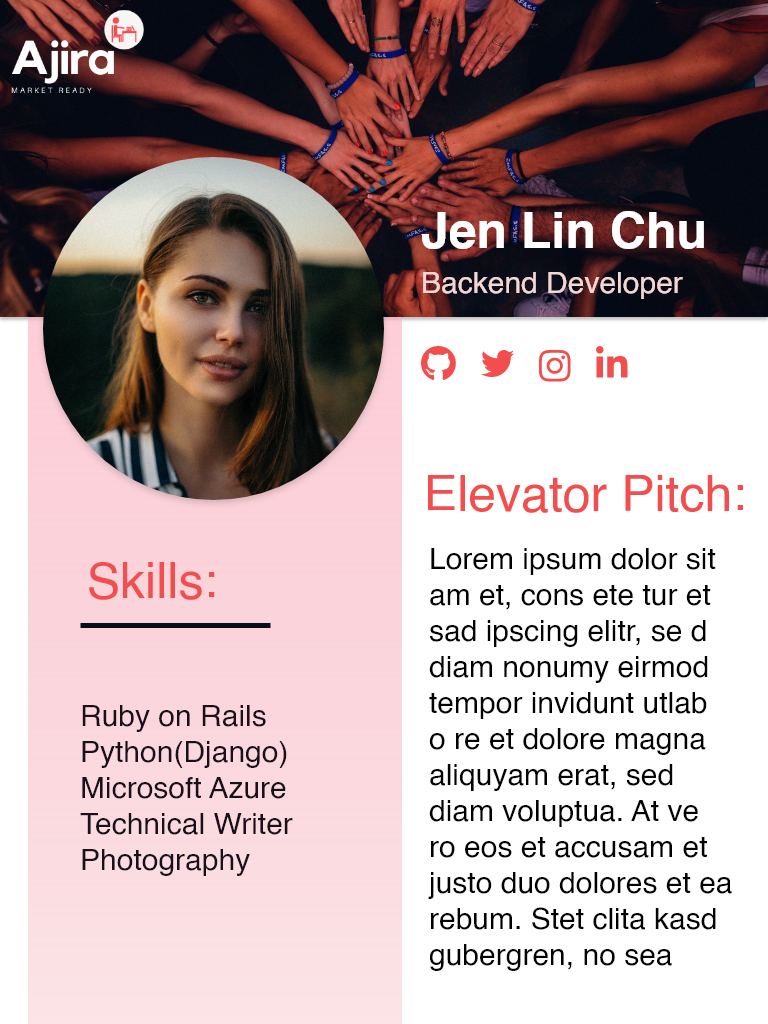 Ajira
MARKET READY
Jen Lin Chu
Backend Developer
Elevator Pitch:
Lorem ipsum dolor sit
am et, cons ete tur et
sad ipscing elitr, se d
diam nonumy eirmod
tempor invidunt utlab
o re et dolore magna
aliquyam erat, sed
diam voluptua. At ve
ro eos et accusam et
justo duo dolores et ea
rebum. Stet clita kasd
gubergren, no sea
Skills:
Ruby on Rails
Python(Django)
Microsoft Azure
Technical Writer
Photography